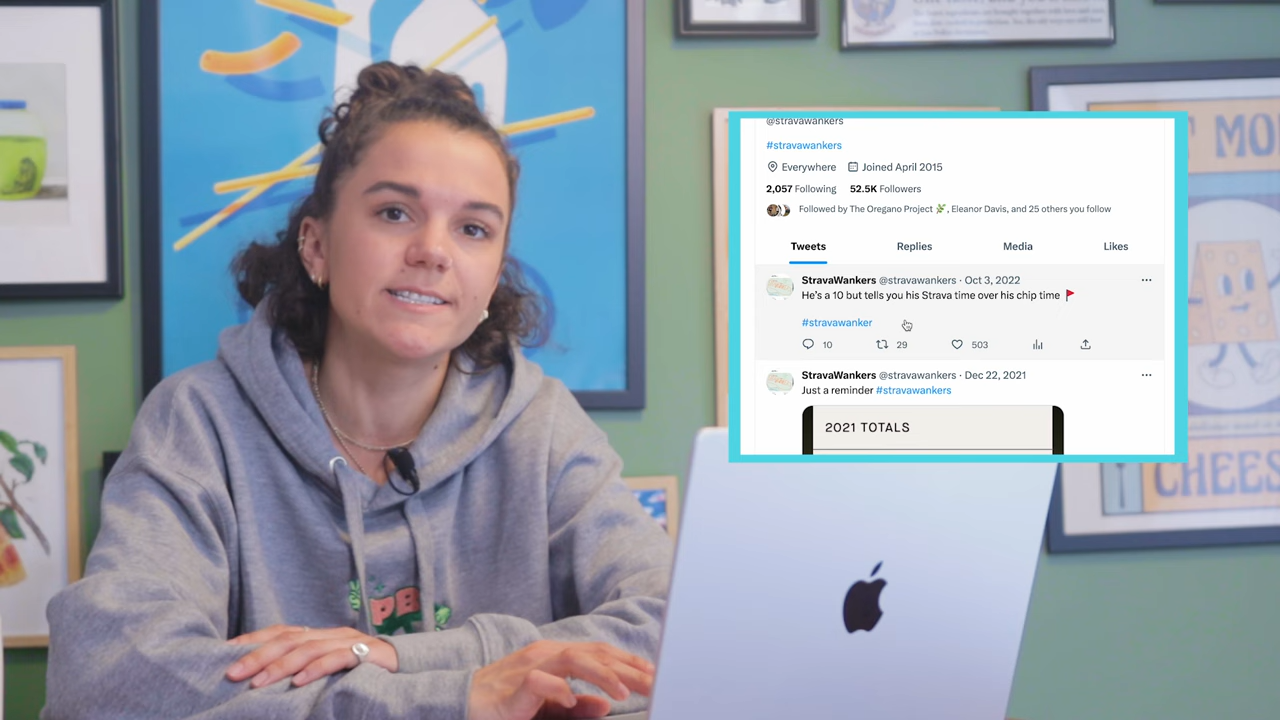 @stravawankers
#stravawankers
Everywhere Joined April 2015
2,057 Following 52.5K Followers
Followed by The Oregano Project 🌿, Eleanor Davis, and 25 others you follow
Tweets Replies Media Likes
StravaWankers @stravawankers · Oct 3, 2022 ···
He's a 10 but tells you his Strava time over his chip time 🚩
#stravawanker
10 29 503
StravaWankers @stravawankers · Dec 22, 2021 ···
Just a reminder #stravawankers
2021 TOTALS
T MO
CHEES
PB